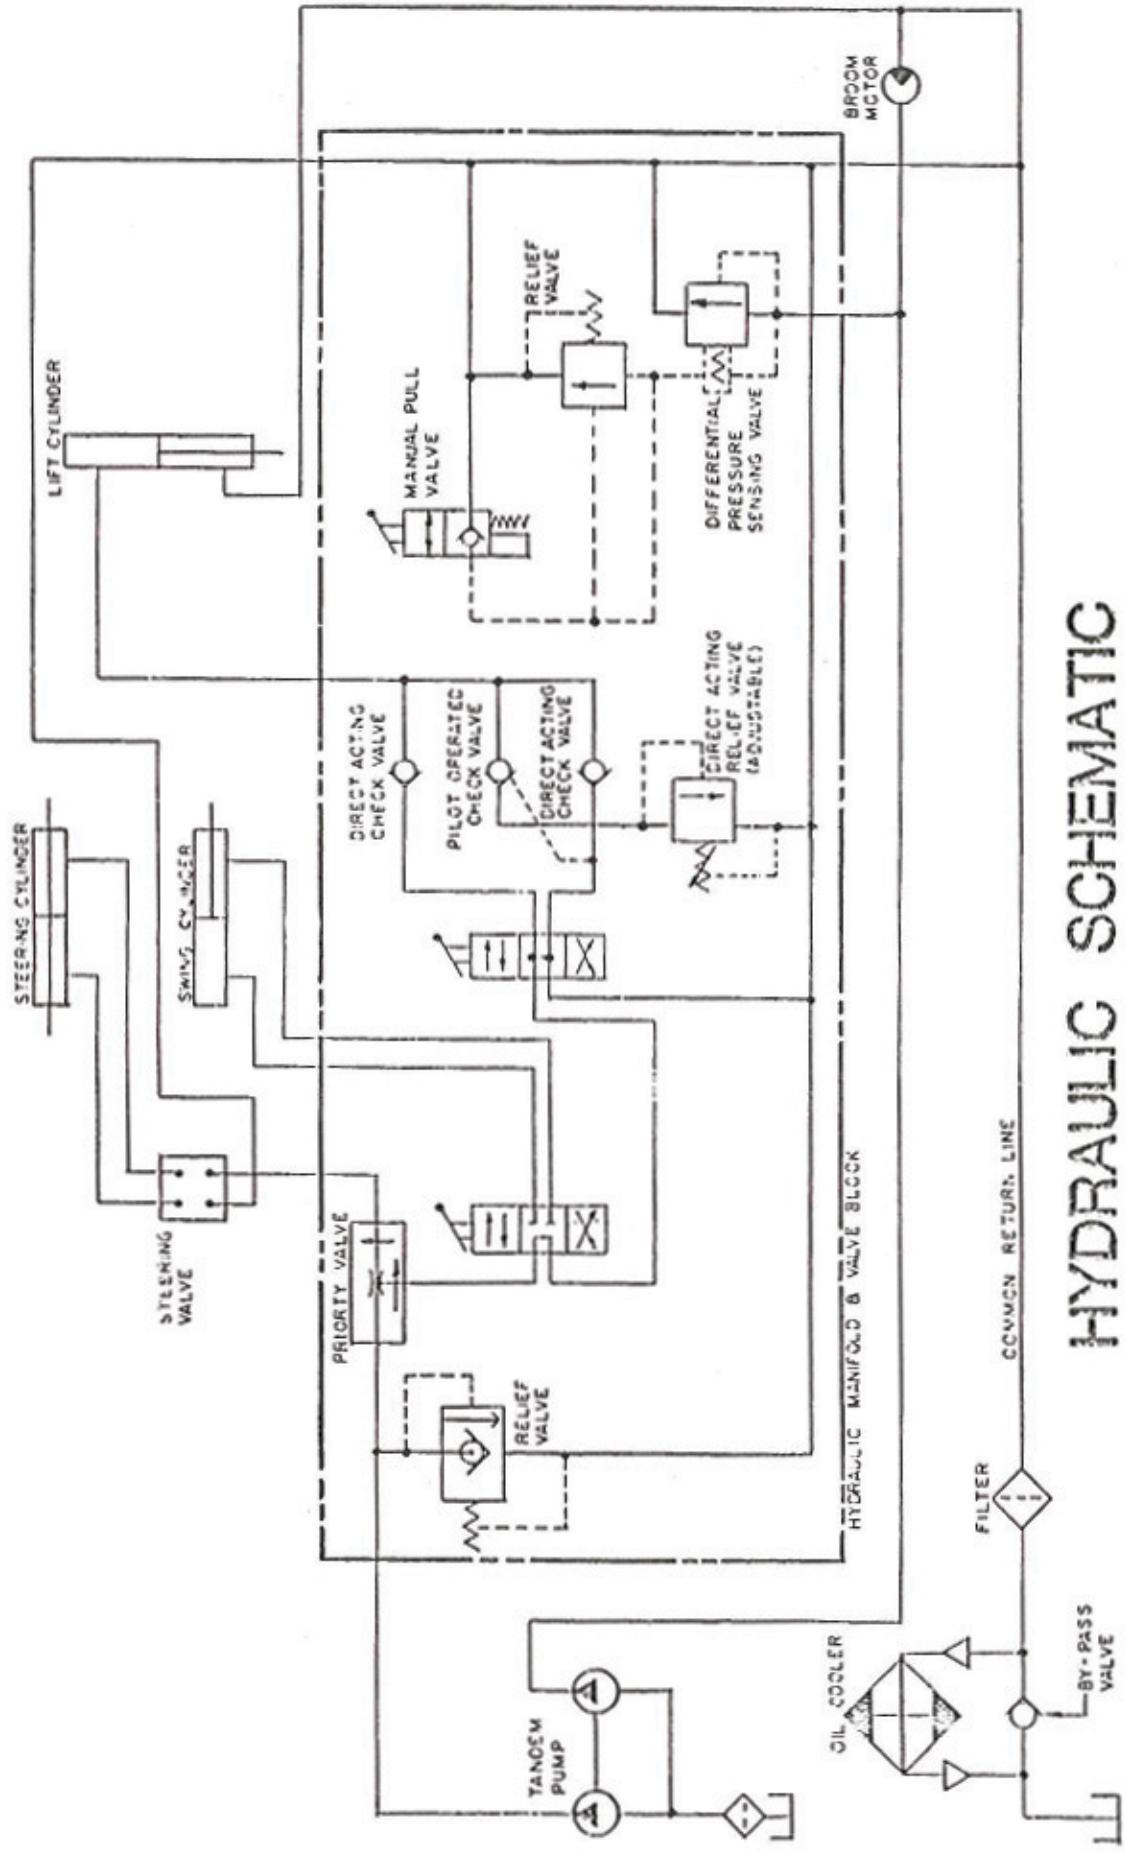 STEERING CYLINDER
LIFT CYLINDER
SWING CYLINDER
STEERING
VALVE
PRIORTY VALVE
RELIEF
VALVE
DIRECT ACTING
CHECK VALVE
PILOT OPERATED
CHECK VALVE
DIRECT ACTING
CHECK VALVE
MANUAL PULL
VALVE
RELIEF
VALVE
DIRECT ACTING
RELIEF VALVE
(ADJUSTABLE)
DIFFERENTIAL
PRESSURE
SENSING VALVE
BROOM
MOTOR
TANDEM
PUMP
HYDRAULIC MANIFOLD & VALVE BLOCK
OIL COOLER
FILTER
COMMON RETURN LINE
BY-PASS
VALVE
HYDRAULIC SCHEMATIC